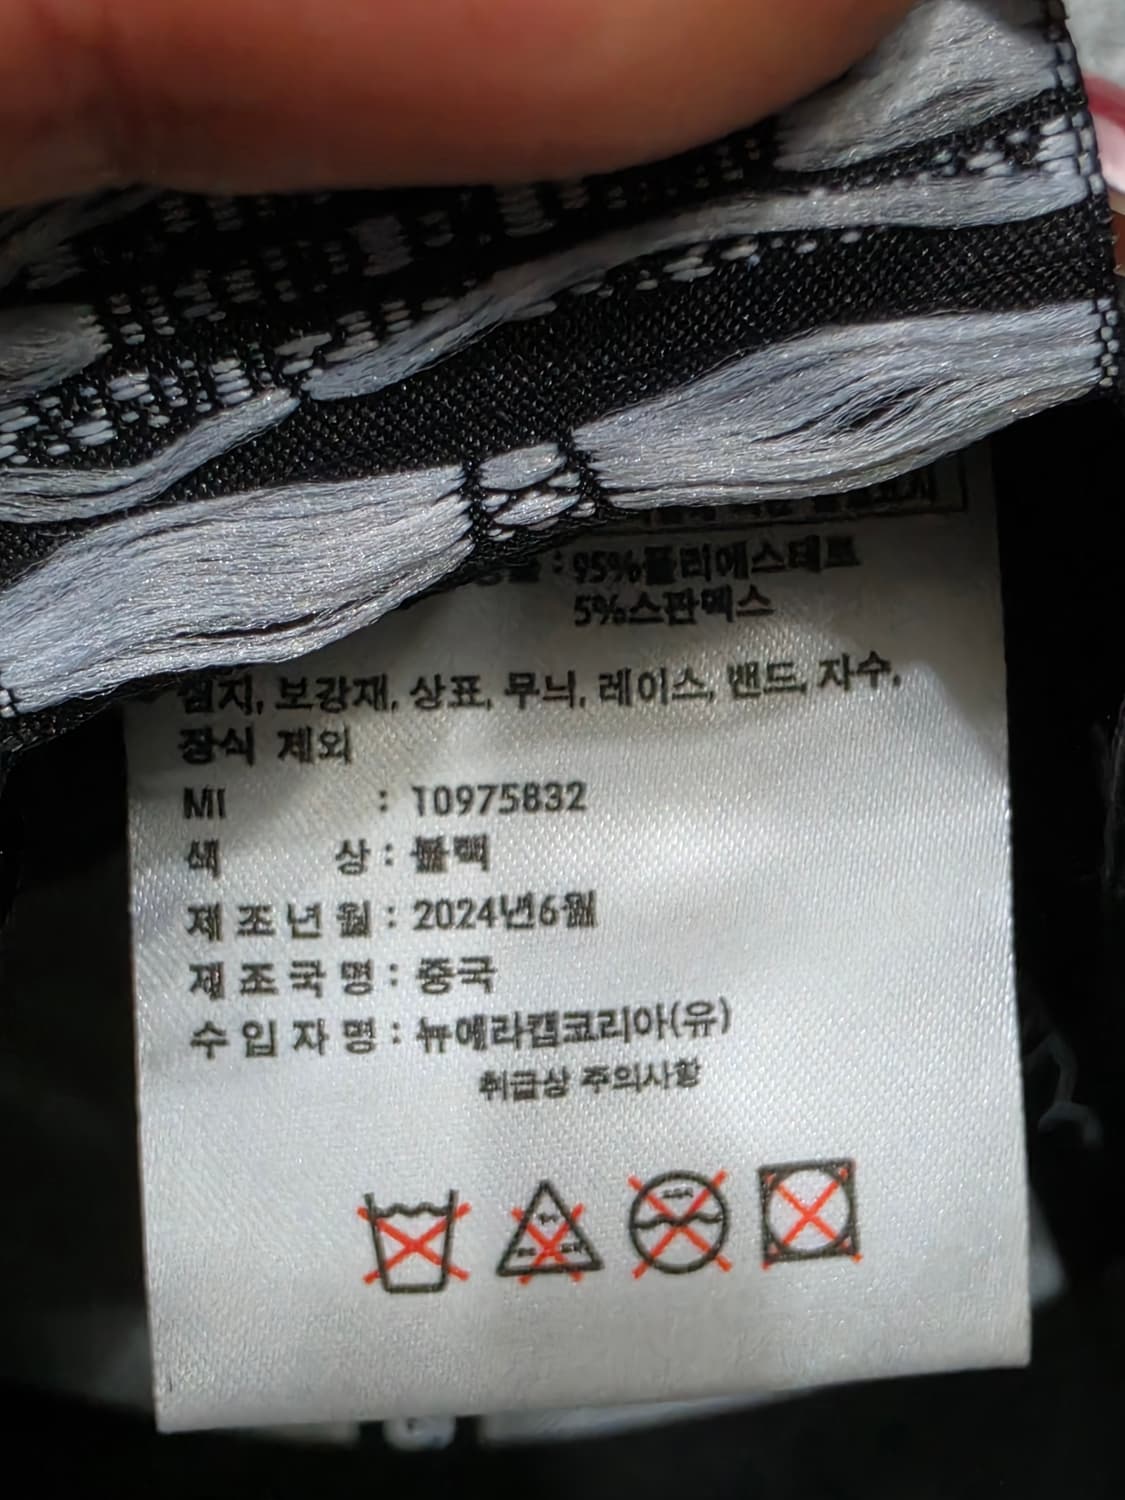 95%폴리에스테르
5%스판덱스
심지, 보강재, 상표, 무늬, 레이스, 밴드, 자수,
장식 제외
MI : 10975832
색 상 : 블랙
제조년월 : 2024년6월
제조국명 : 중국
수입자명 : 뉴에라캡코리아(유)
취급상 주의사항